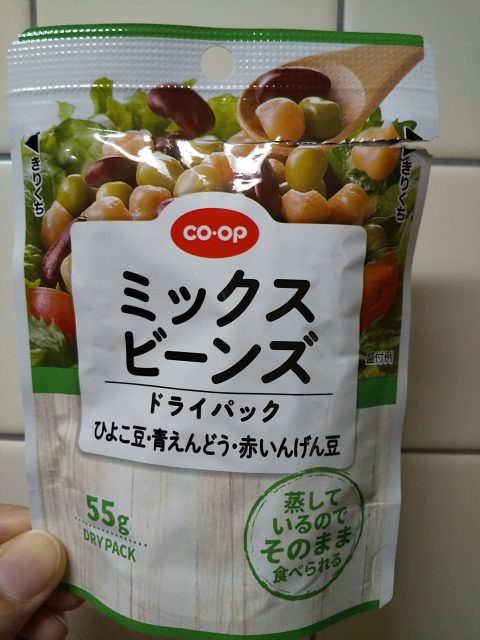 きりくち
きりくち
CO·OP
ミックス
ビーンズ
盛付例
ドライパック
ひよこ豆・青えんどう・赤いんげん豆
55g
DRY PACK
蒸して
いるので
そのまま
食べられる